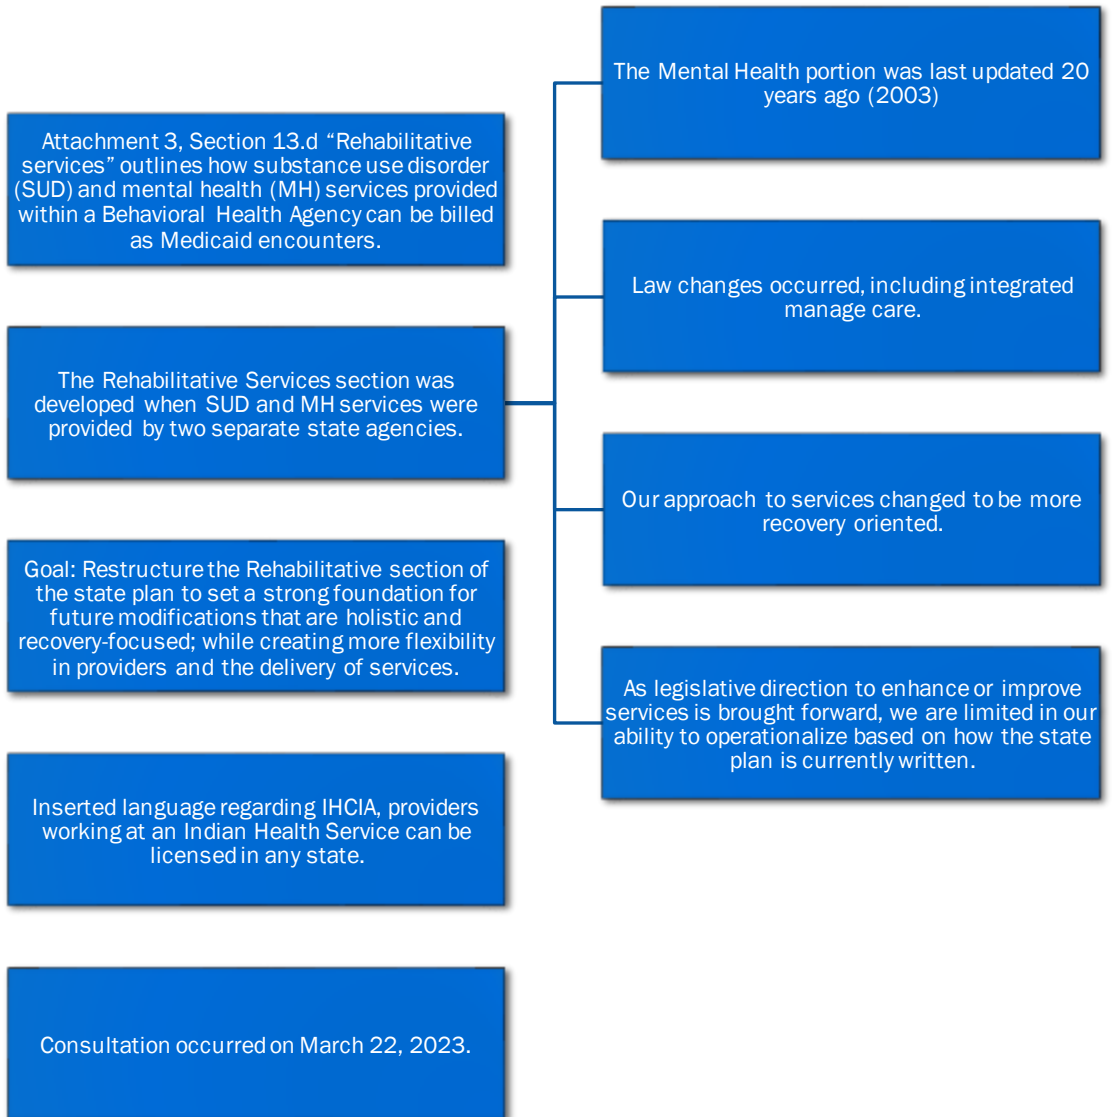 Attachment 3, Section 13.d “Rehabilitative
services” outlines how substance use disorder
(SUD) and mental health (MH) services provided
within a Behavioral Health Agency can be billed
as Medicaid encounters.
The Rehabilitative Services section was
developed when SUD and MH services were
provided by two separate state agencies.
The Mental Health portion was last updated 20
years ago (2003)
Law changes occurred, including integrated
manage care.
Our approach to services changed to be more
recovery oriented.
As legislative direction to enhance or improve
services is brought forward, we are limited in our
ability to operationalize based on how the state
plan is currently written.
Goal: Restructure the Rehabilitative section of
the state plan to set a strong foundation for
future modifications that are holistic and
recovery-focused; while creating more flexibility
in providers and the delivery of services.
Inserted language regarding IHCIA, providers
working at an Indian Health Service can be
licensed in any state.
Consultation occurred on March 22, 2023.